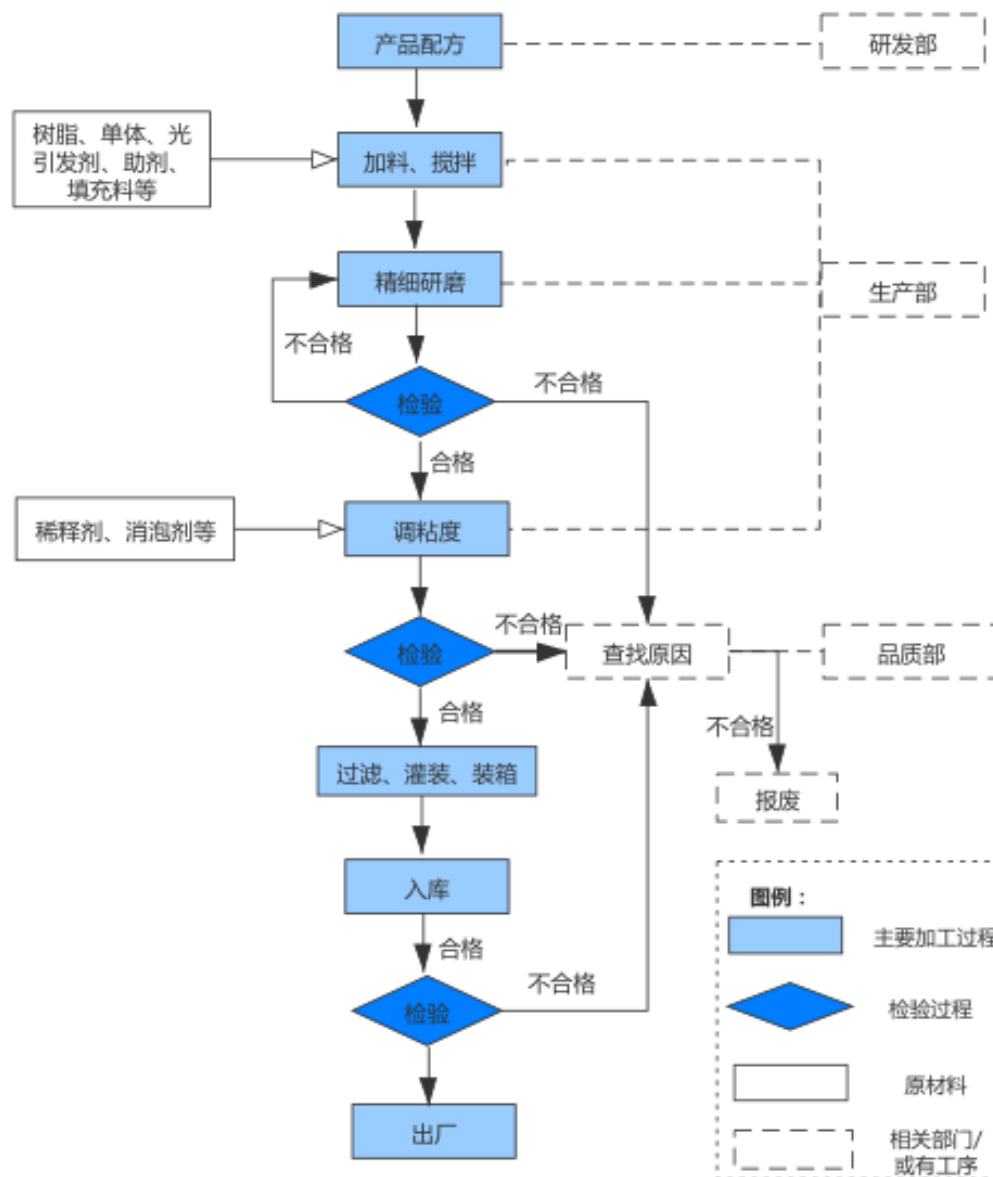 产品配方
研发部
树脂、单体、光
引发剂、助剂、
填充料等
加料、搅拌
精细研磨
生产部
不合格
检验
不合格
合格
稀释剂、消泡剂等
调粘度
检验
不合格
查找原因
品质部
合格
不合格
过滤、灌装、装箱
报废
入库
图例：
合格
主要加工过程
检验
不合格
检验过程
原材料
出厂
相关部门/
或有工序